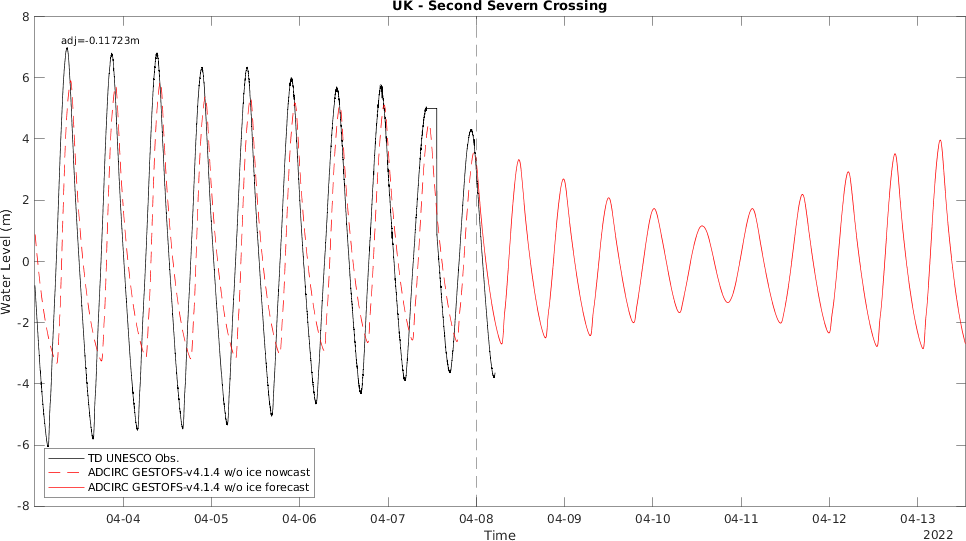 UK - Second Severn Crossing
adj=-0.11723m
8
6
4
2
0
-2
-4
-6
-8
Water Level (m)
TD UNESCO Obs.
ADCIRC GESTOFS-v4.1.4 w/o ice nowcast
ADCIRC GESTOFS-v4.1.4 w/o ice forecast
04-04 04-05 04-06 04-07 04-08 04-09 04-10 04-11 04-12 04-13
Time
2022